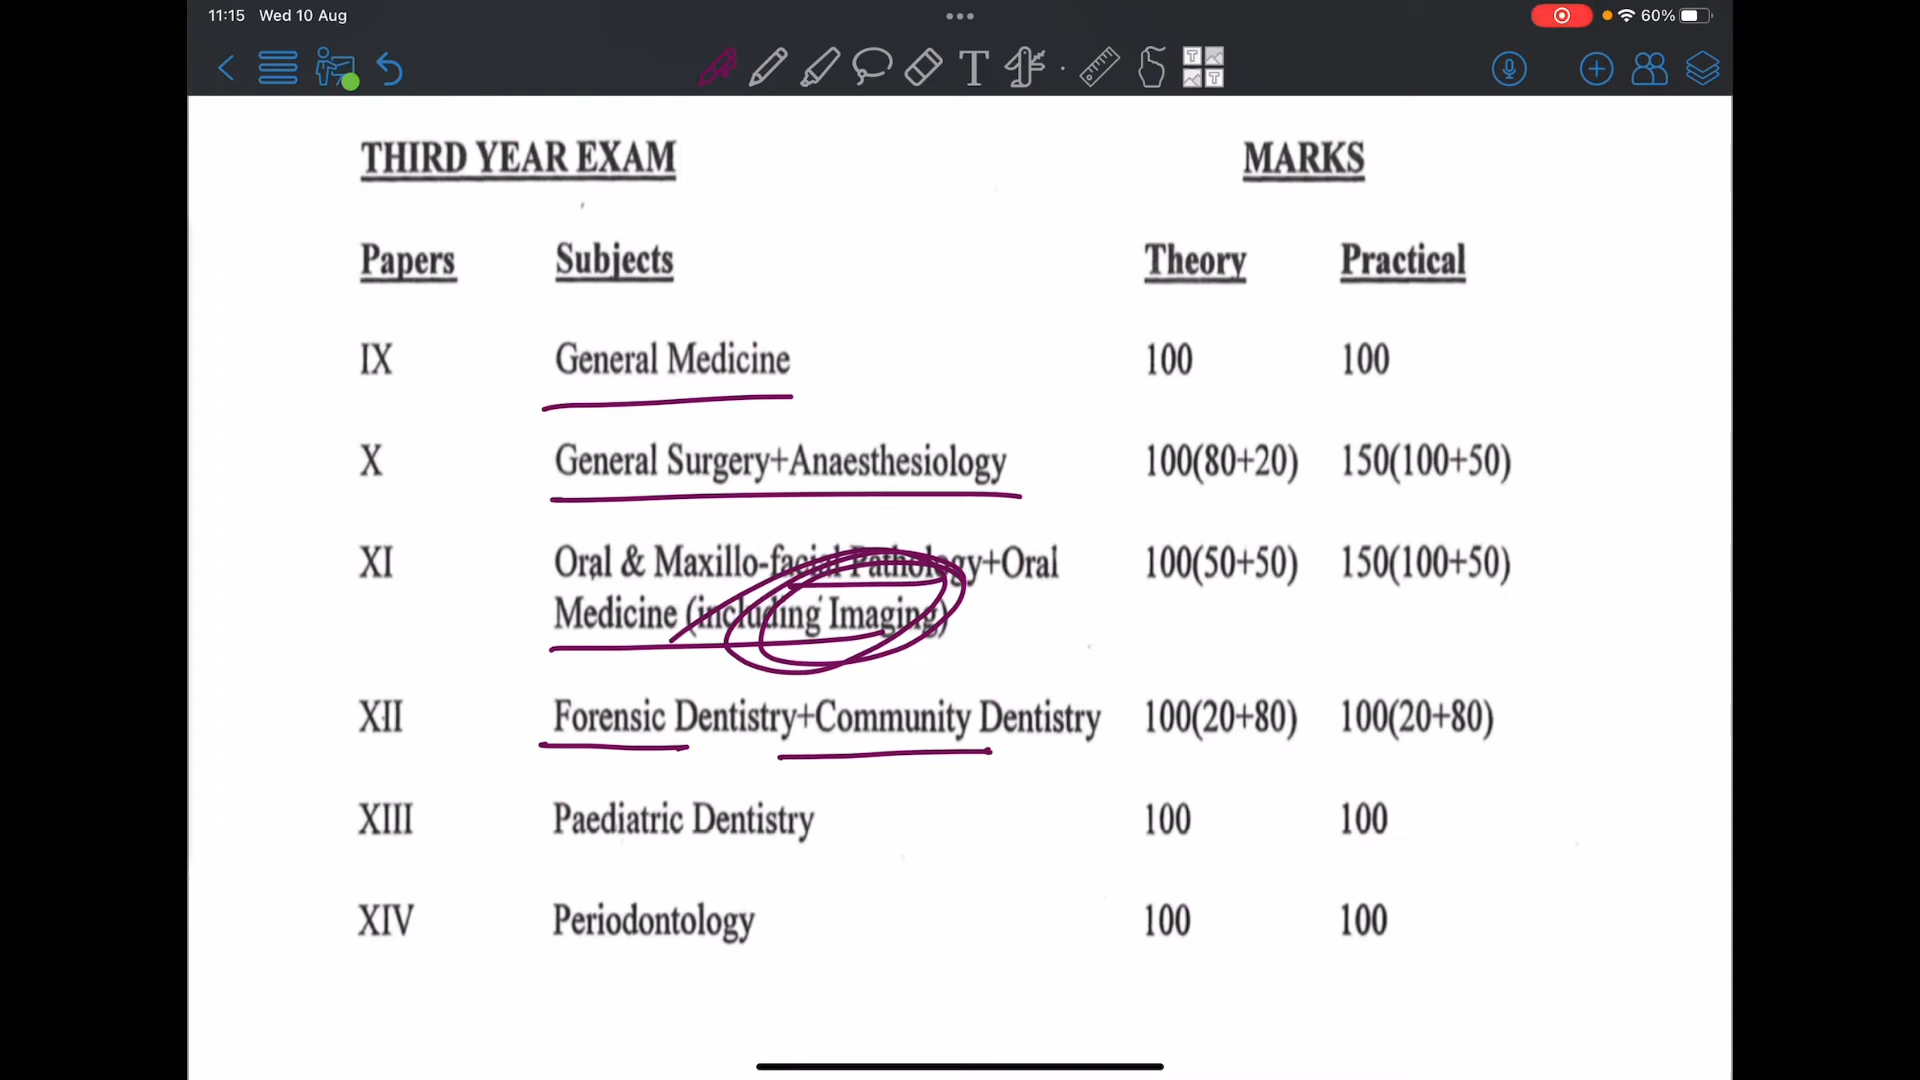 11:15 Wed 10 Aug
60%
T
THIRD YEAR EXAM MARKS
Papers Subjects Theory Practical
IX General Medicine 100 100
X General Surgery+Anaesthesiology 100(80+20) 150(100+50)
XI Oral & Maxillo-facial Pathology+Oral 100(50+50) 150(100+50)
Medicine (including Imaging)
XII Forensic Dentistry+Community Dentistry 100(20+80) 100(20+80)
XIII Paediatric Dentistry 100 100
XIV Periodontology 100 100